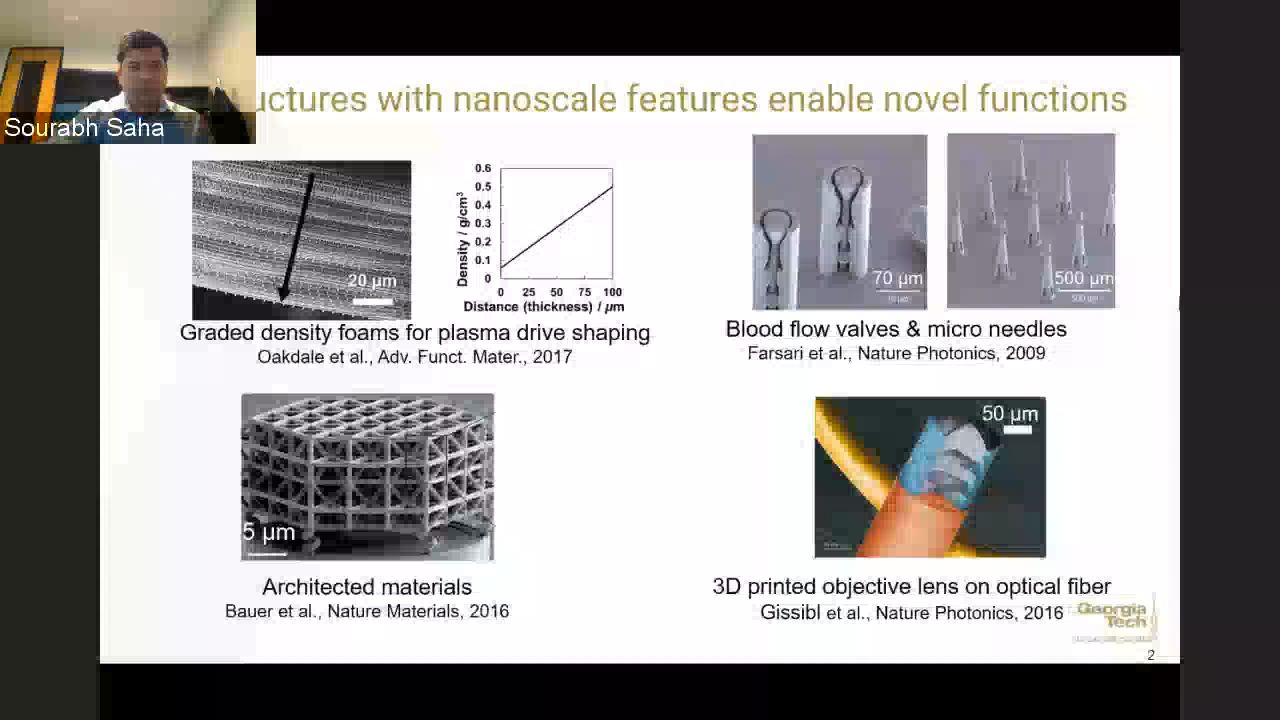 uctures with nanoscale features enable novel functions
Sourabh Saha
20 μm
Density / g/cm³
0.6
0.5
0.4
0.3
0.2
0.1
0
0 25 50 75 100
Distance (thickness) / μm
Graded density foams for plasma drive shaping
Oakdale et al., Adv. Funct. Mater., 2017
70 μm
500 μm
500 μm
Blood flow valves & micro needles
Farsari et al., Nature Photonics, 2009
5 μm
Architected materials
Bauer et al., Nature Materials, 2016
50 μm
3D printed objective lens on optical fiber
Gissibl et al., Nature Photonics, 2016
Georgia
Tech
2